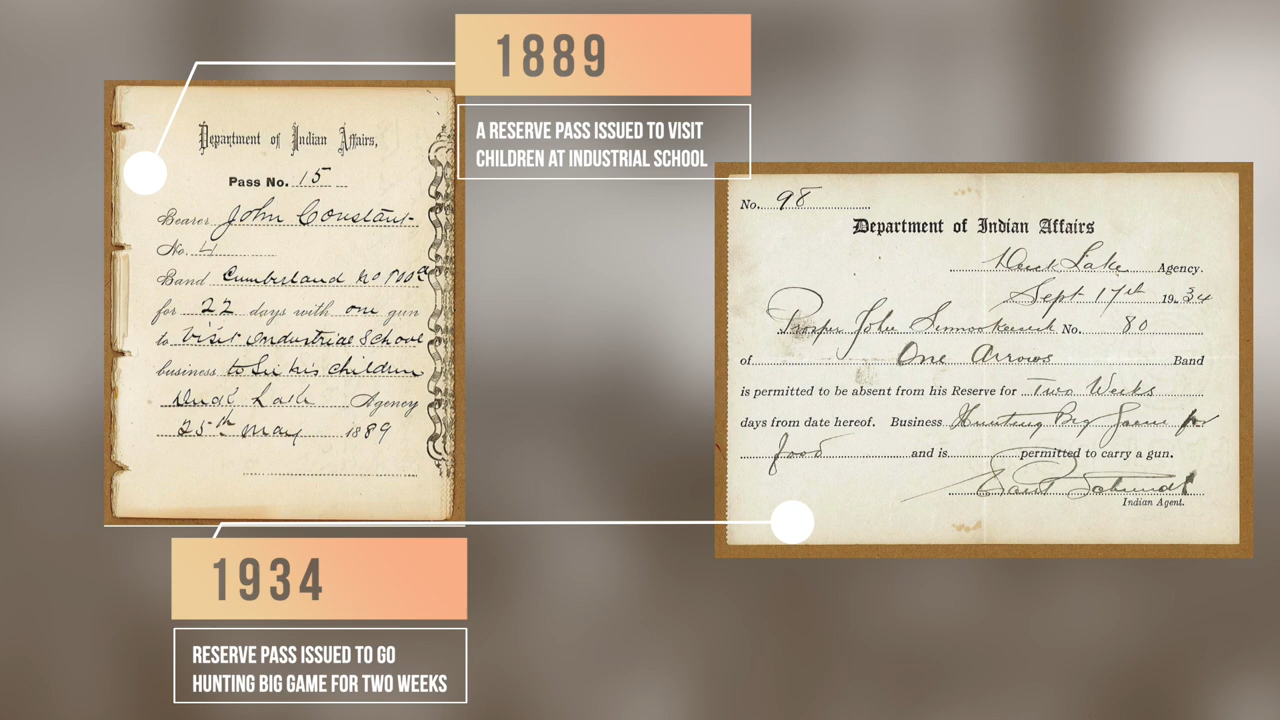 1889
A RESERVE PASS ISSUED TO VISIT
CHILDREN AT INDUSTRIAL SCHOOL
Department of Indian Affairs,
Pass No. 15
Bearer John Constant
No. 4
Band Cumberland No 100a
for 22 days with one gun
to Visit Industrial School
business to See his children
Duck Lake Agency
25th May 1889
No. 98
Department of Indian Affairs
Duck Lake Agency.
Sept 17th 1934
Prosper John No. 80
of One Arrows Band
is permitted to be absent from his Reserve for Two Weeks
days from date hereof. Business Hunting Big Game for
food and is permitted to carry a gun.
Schmidt
Indian Agent.
1934
RESERVE PASS ISSUED TO GO
HUNTING BIG GAME FOR TWO WEEKS